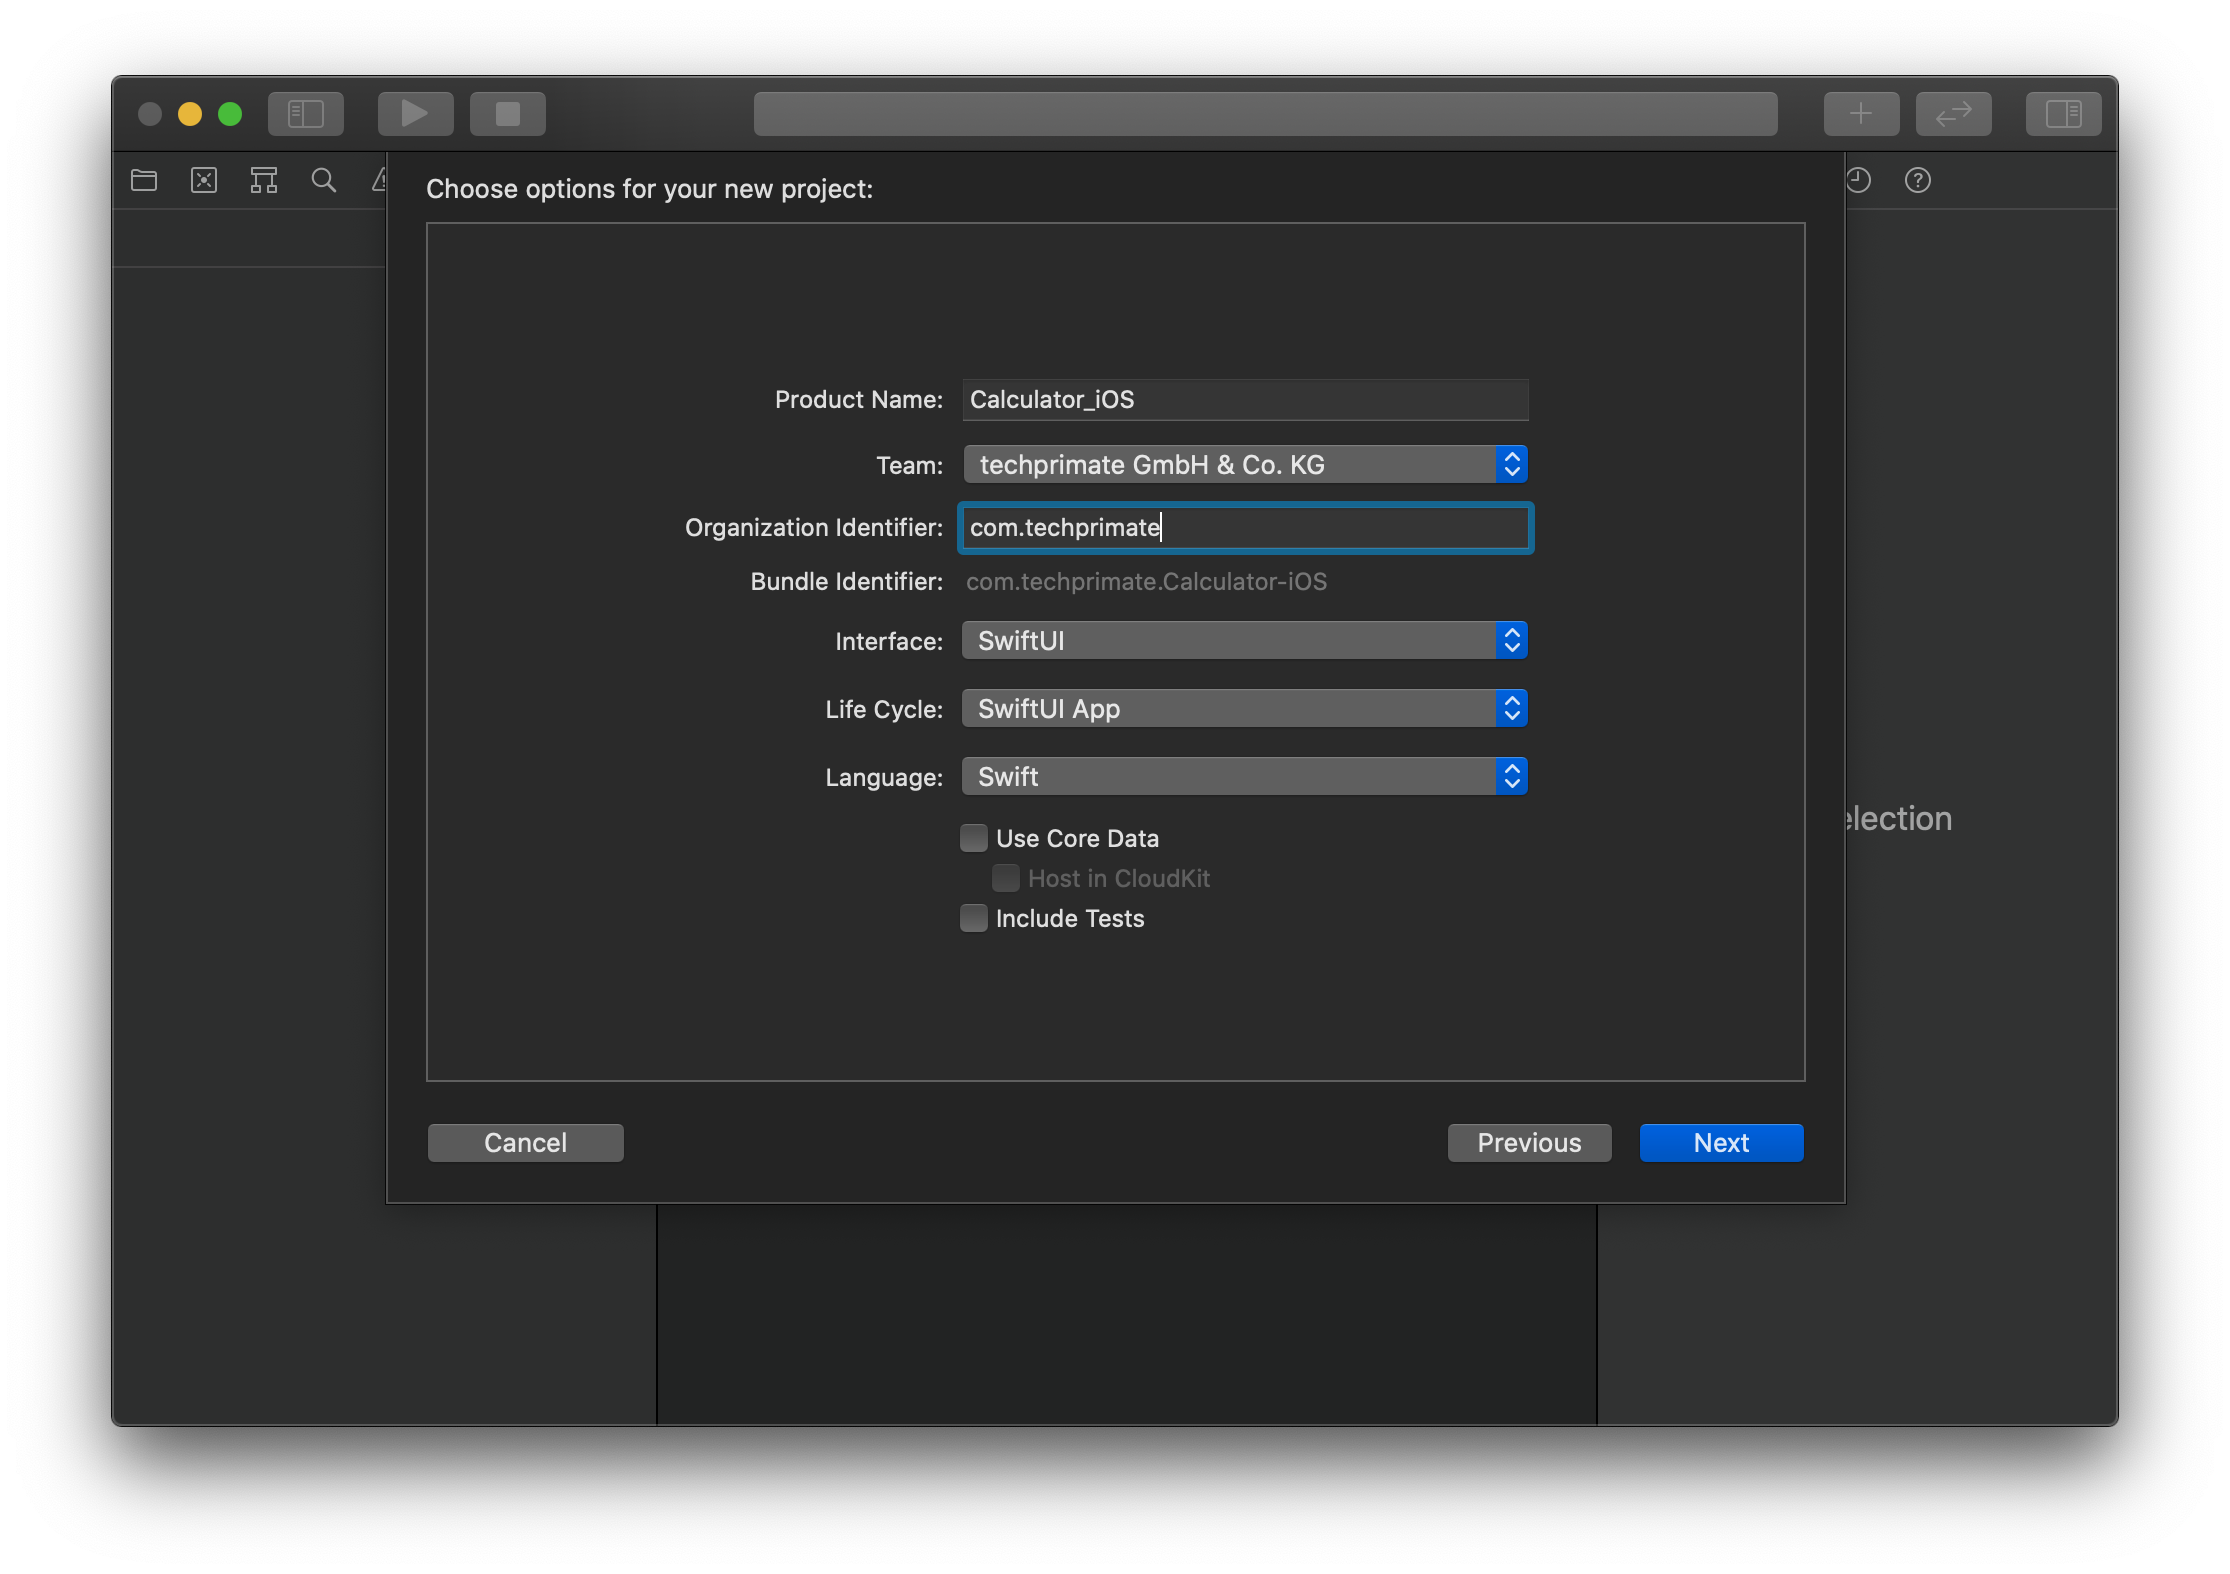 Choose options for your new project:
Product Name: Calculator_iOS
Team: techprimate GmbH & Co. KG
Organization Identifier: com.techprimate
Bundle Identifier: com.techprimate.Calculator-iOS
Interface: SwiftUI
Life Cycle: SwiftUI App
Language: Swift
election
Use Core Data
Host in CloudKit
Include Tests
Cancel Previous Next